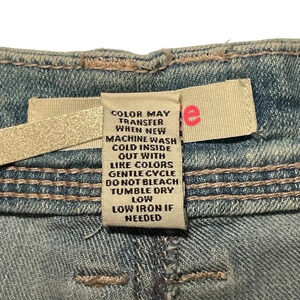 e
COLOR MAY
TRANSFER
WHEN NEW
MACHINE WASH
COLD INSIDE
OUT WITH
LIKE COLORS
GENTLE CYCLE
DO NOT BLEACH
TUMBLE DRY
LOW
LOW IRON IF
NEEDED